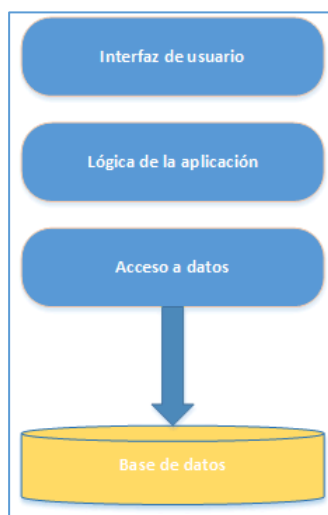 Interfaz de usuario
Lógica de la aplicación
Acceso a datos
Base de datos